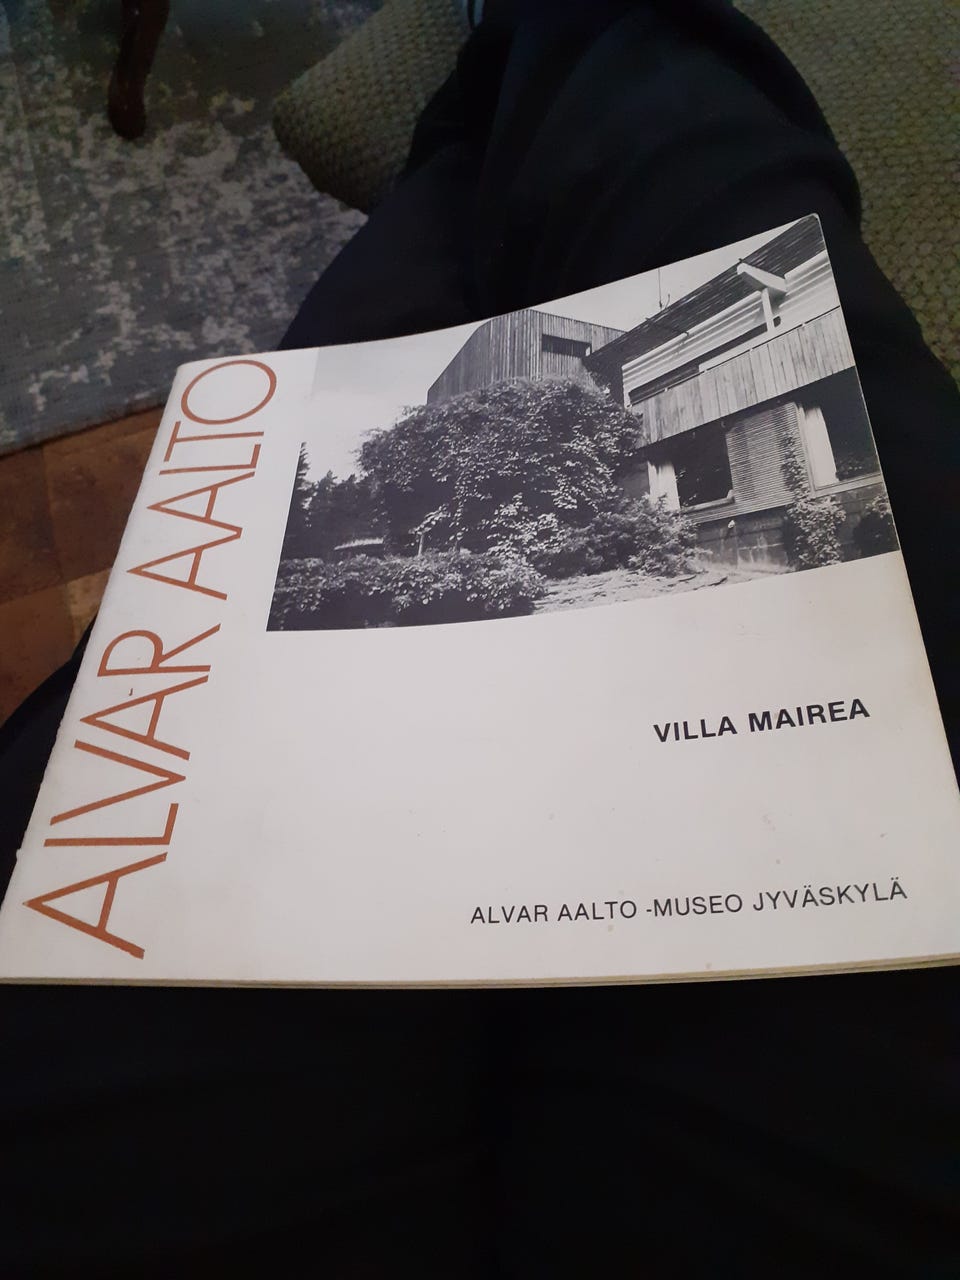 ALVAR AALTO
VILLA MAIREA
ALVAR AALTO -MUSEO JYVÄSKYLÄ